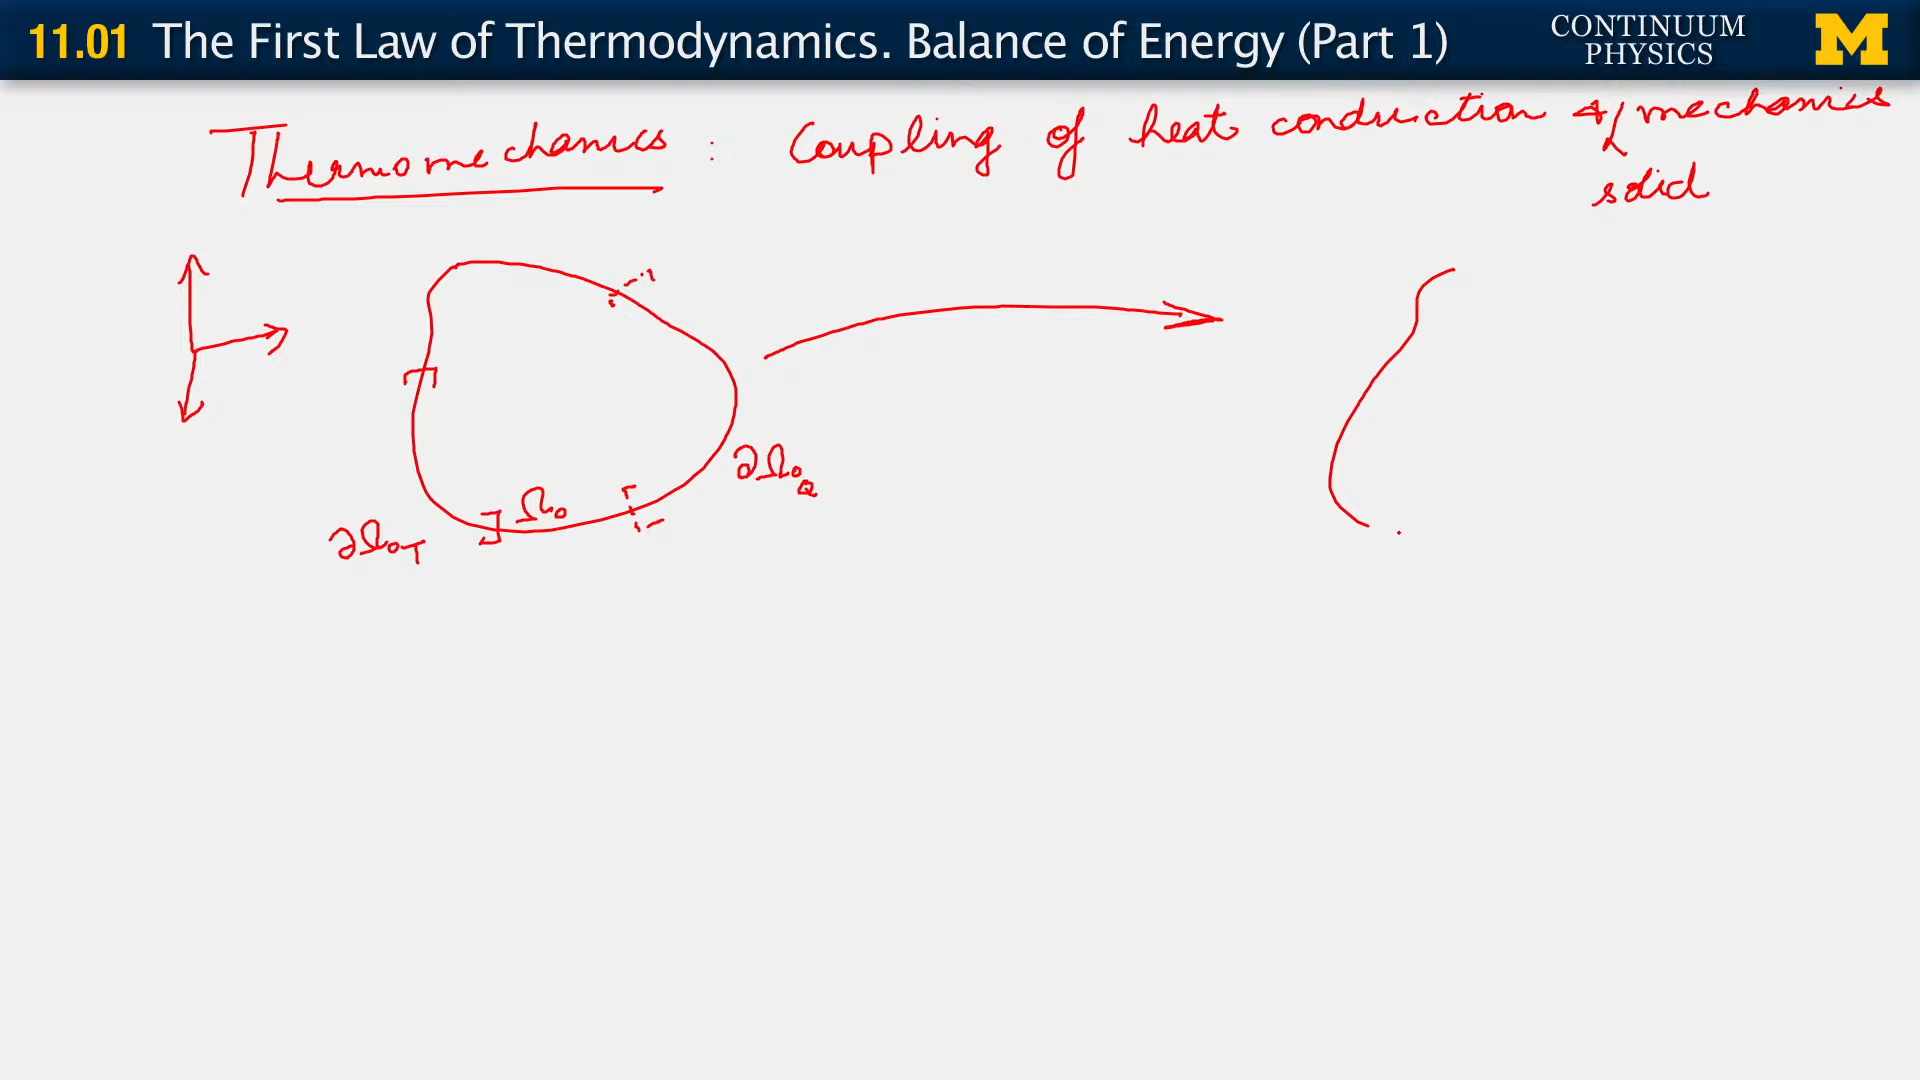 11.01 The First Law of Thermodynamics. Balance of Energy (Part 1)
CONTINUUM
PHYSICS
M
Thermomechanics : Coupling of heat conduction & mechanics
solid
∂Ω₀Q
Ω₀
∂Ω₀T